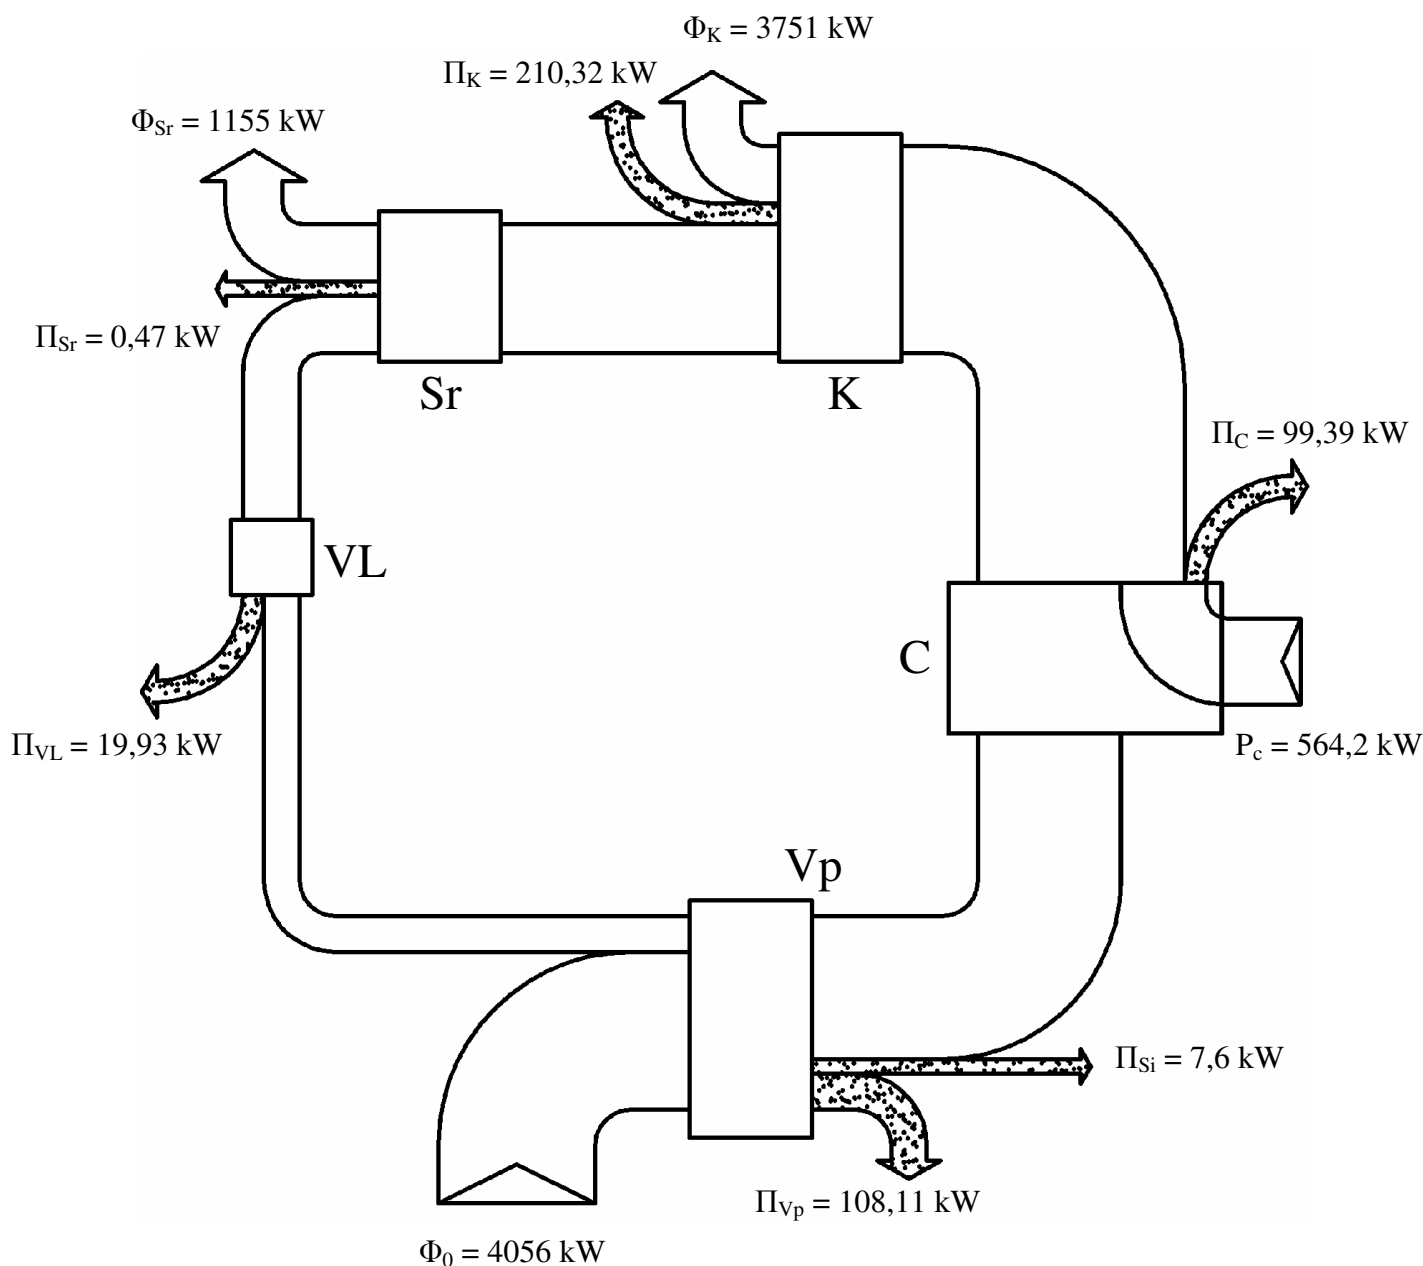 Φ_K = 3751 kW
Π_K = 210,32 kW
Φ_Sr = 1155 kW
Π_Sr = 0,47 kW
Sr
K
Π_C = 99,39 kW
VL
C
Π_VL = 19,93 kW
P_c = 564,2 kW
Vp
Π_Si = 7,6 kW
Π_Vp = 108,11 kW
Φ_0 = 4056 kW